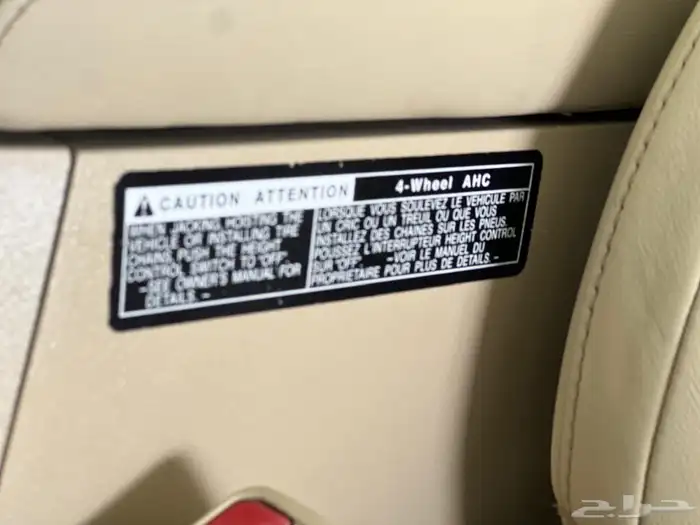 CAUTION ATTENTION
4-Wheel AHC
WHEN JACKING, HOISTING THE
VEHICLE OR INSTALLING TIRE
CHAINS, PUSH THE HEIGHT
CONTROL SWITCH TO "OFF".
- SEE OWNER'S MANUAL FOR
DETAILS. -
LORSQUE VOUS SOULEVEZ LE VEHICULE PAR
UN CRIC OU UN TREUIL OU QUE VOUS
INSTALLEZ DES CHAINES SUR LES PNEUS,
POUSSEZ L'INTERRUPTEUR HEIGHT CONTROL
SUR "OFF". -VOIR LE MANUEL DU
PROPRIETAIRE POUR PLUS DE DETAILS. -
حراج